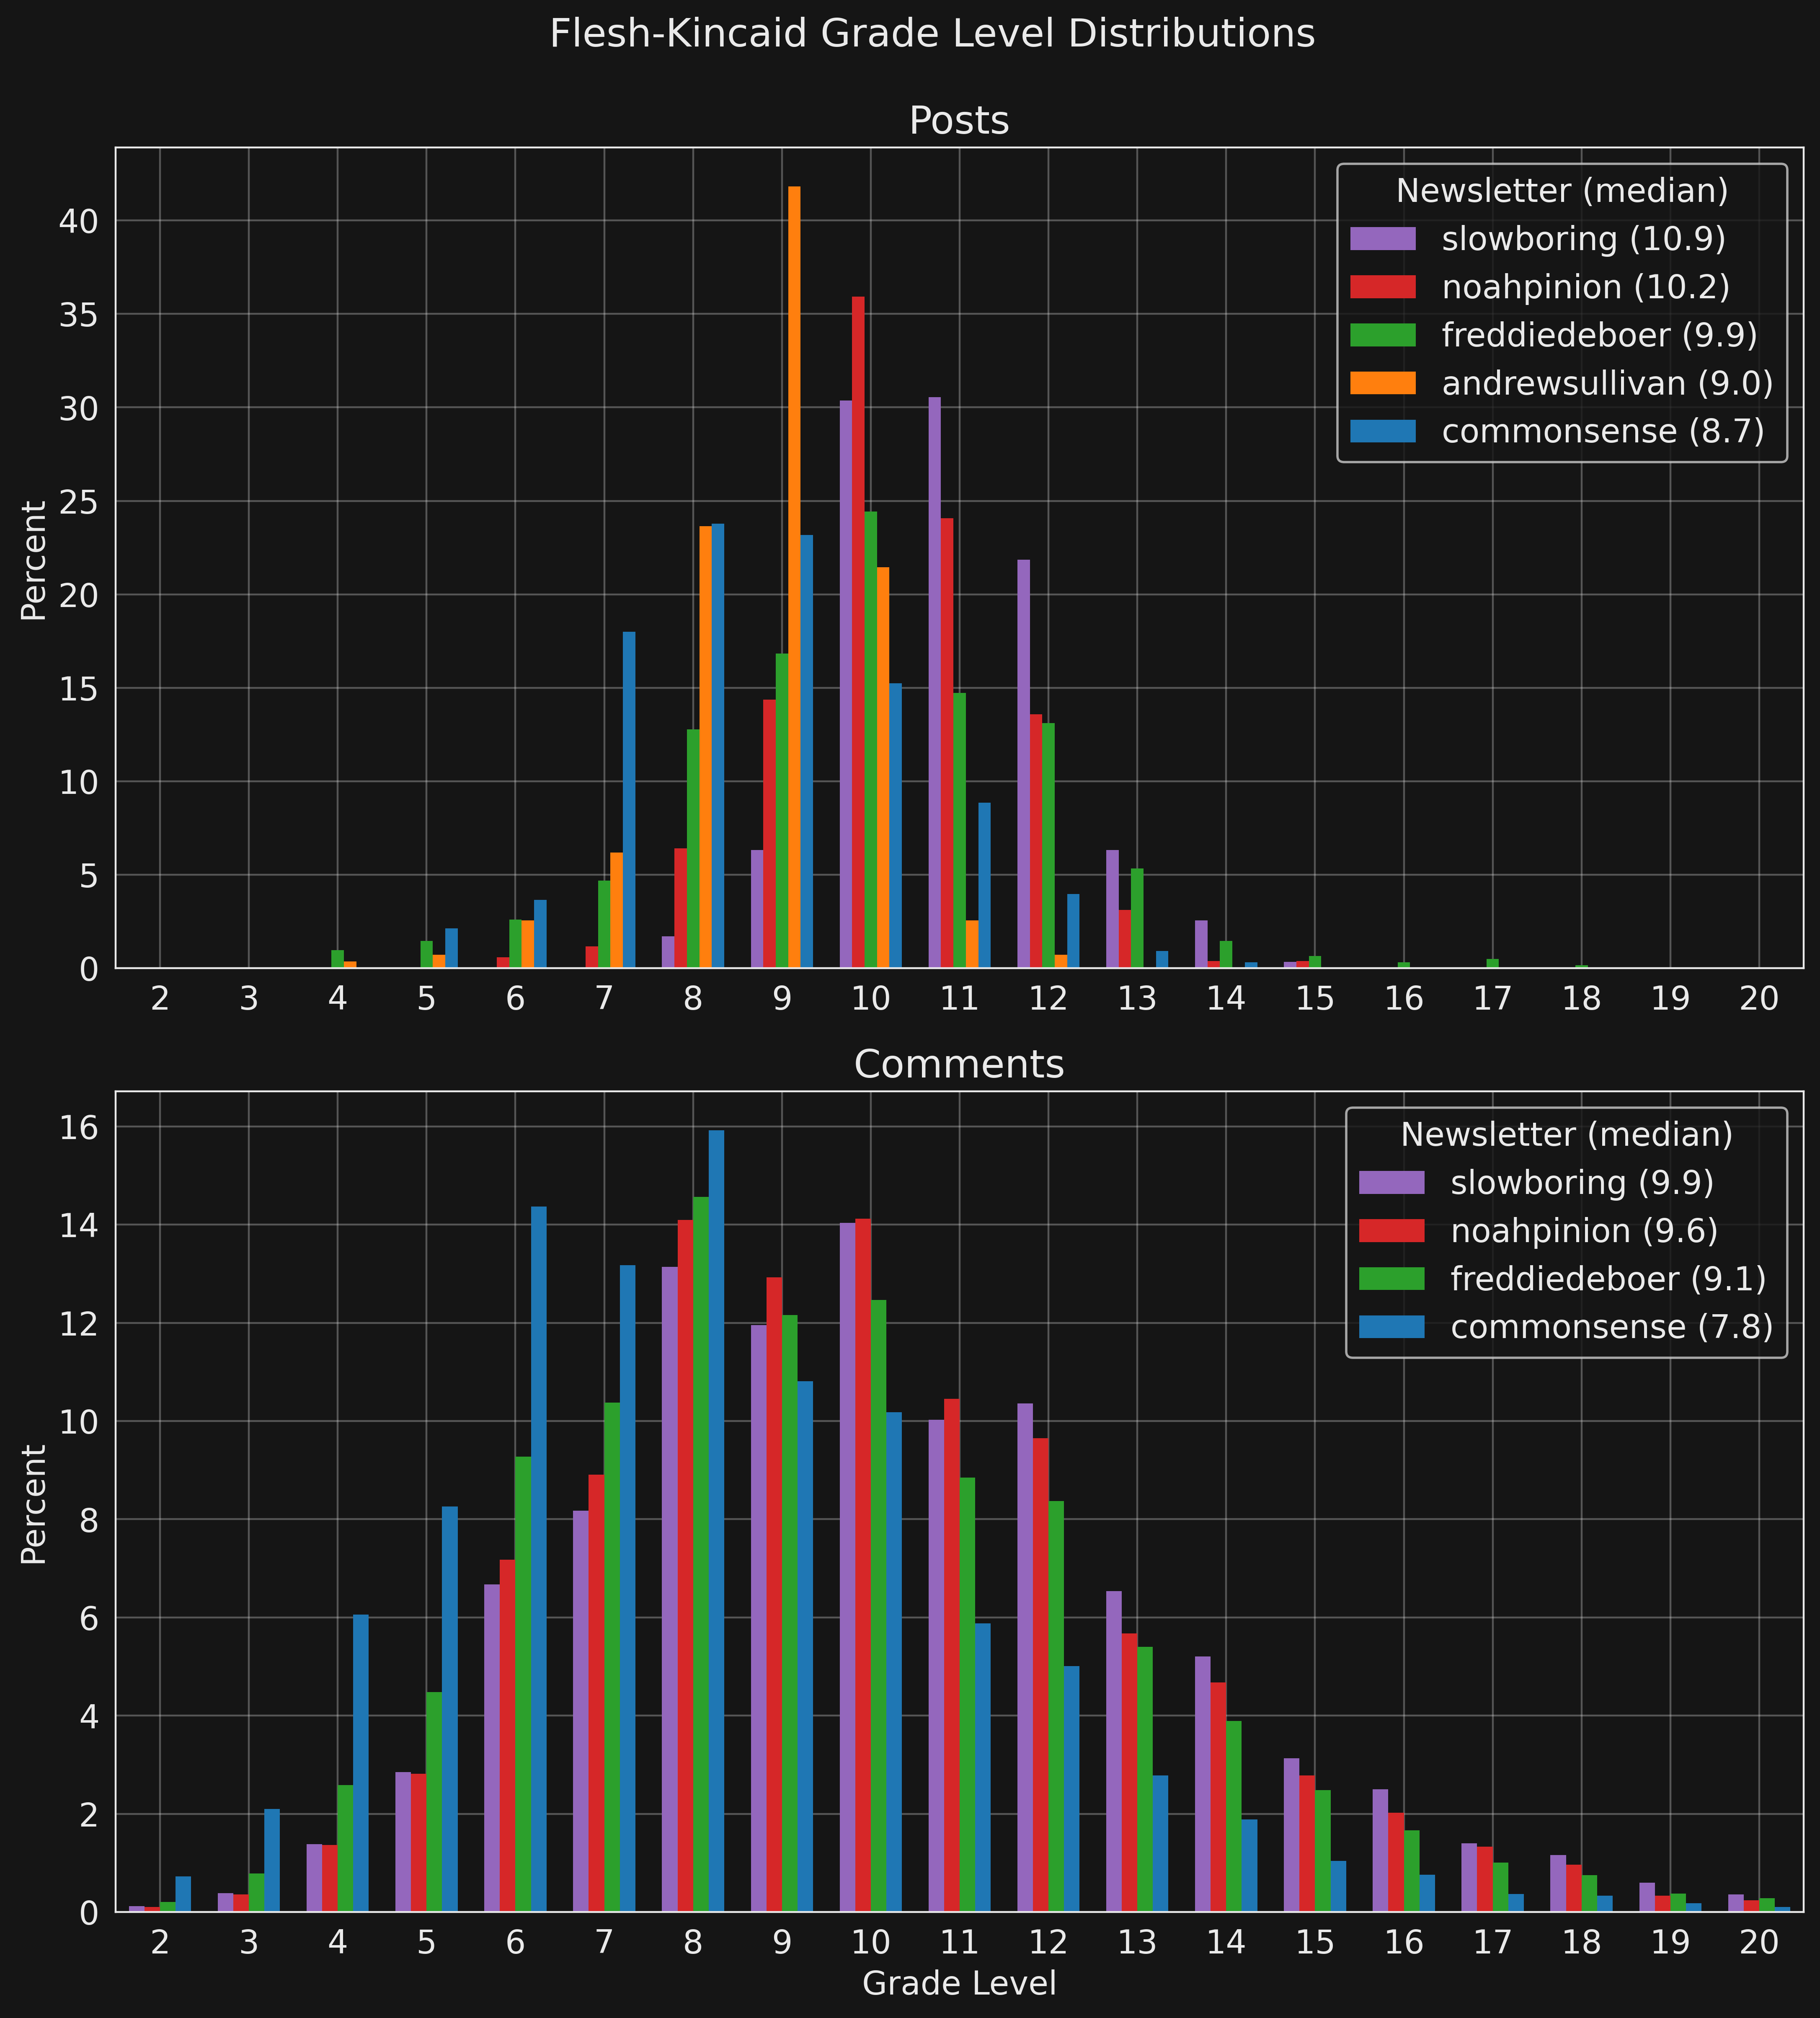 Flesh-Kincaid Grade Level Distributions
Posts
Newsletter (median)
slowboring (10.9)
noahpinion (10.2)
freddiedeboer (9.9)
andrewsullivan (9.0)
commonsense (8.7)
Percent
40
35
30
25
20
15
10
5
0
2 3 4 5 6 7 8 9 10 11 12 13 14 15 16 17 18 19 20
Comments
Newsletter (median)
slowboring (9.9)
noahpinion (9.6)
freddiedeboer (9.1)
commonsense (7.8)
Percent
16
14
12
10
8
6
4
2
0
2 3 4 5 6 7 8 9 10 11 12 13 14 15 16 17 18 19 20
Grade Level